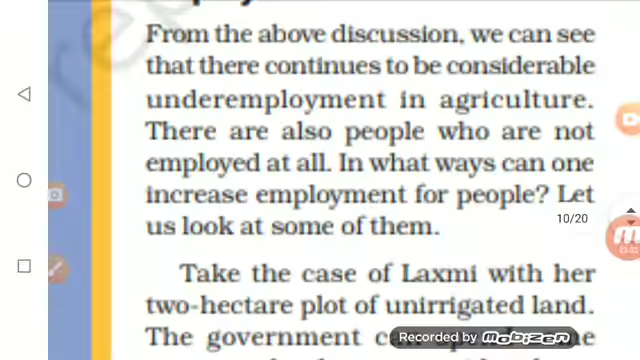 From the above discussion, we can see
that there continues to be considerable
underemployment in agriculture.
There are also people who are not
employed at all. In what ways can one
increase employment for people? Let
us look at some of them.
10/20
Take the case of Laxmi with her
two-hectare plot of unirrigated land.
The government
Recorded by mobizen